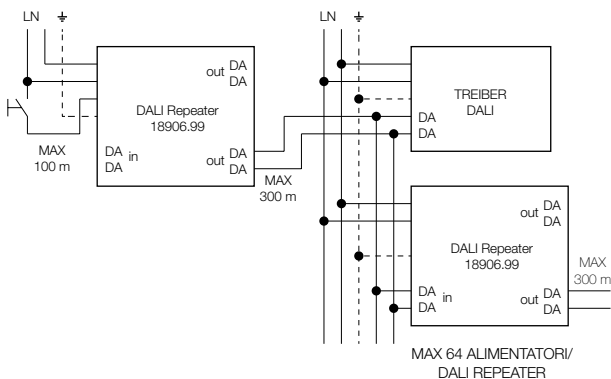 LN
out DA
DA
DALI Repeater
18906.99
DA in
DA
out DA
DA
MAX
100 m
MAX
300 m
LN
TREIBER
DALI
DA
DA
out DA
DA
DALI Repeater
18906.99
DA in
DA
out DA
DA
MAX
300 m
MAX 64 ALIMENTATORI/
DALI REPEATER